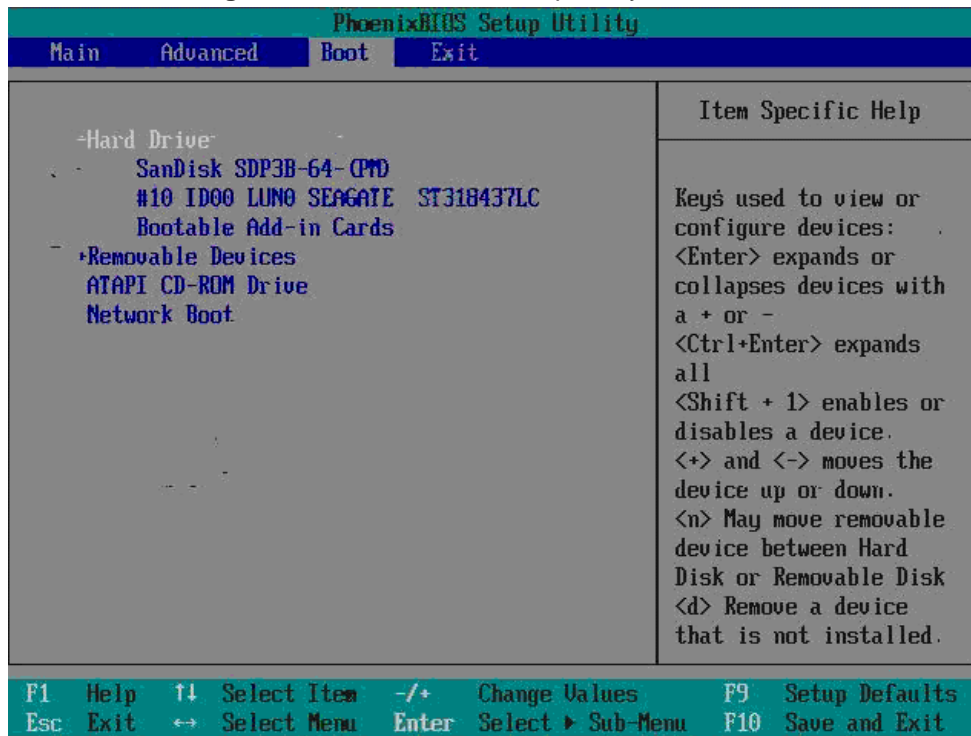 PhoenixBIOS Setup Utility
Main Advanced Boot Exit
-Hard Drive
SanDisk SDP3B-64-(PM)
#10 ID00 LUN0 SEAGATE ST318437LC
Bootable Add-in Cards
+Removable Devices
ATAPI CD-ROM Drive
Network Boot
Item Specific Help
Keys used to view or
configure devices:
<Enter> expands or
collapses devices with
a + or -
<Ctrl+Enter> expands
all
<Shift + 1> enables or
disables a device.
<+> and <-> moves the
device up or down.
<n> May move removable
device between Hard
Disk or Removable Disk
<d> Remove a device
that is not installed.
F1 Help ↑↓ Select Item -/+ Change Values F9 Setup Defaults
Esc Exit ↔ Select Menu Enter Select ▶ Sub-Menu F10 Save and Exit